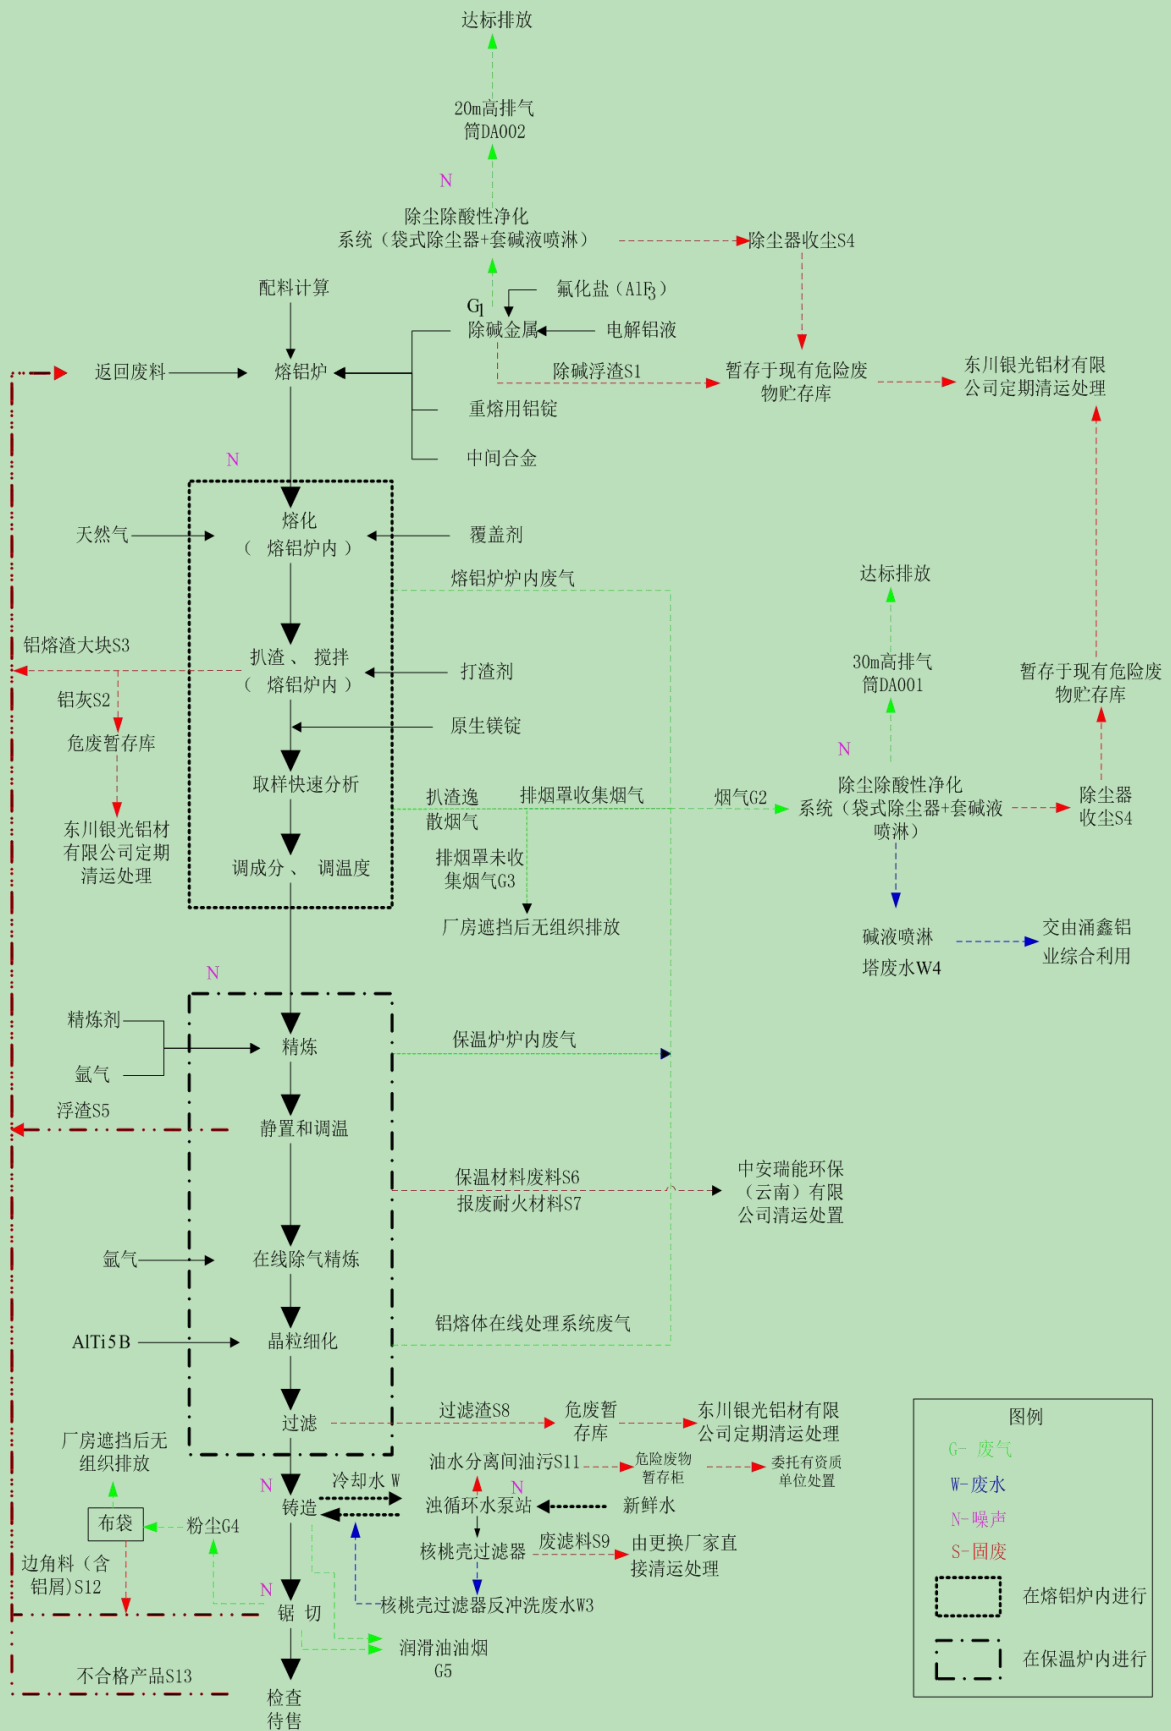 达标排放
20m高排气
筒DA002
N
除尘除酸性净化
系统（袋式除尘器+套碱液喷淋）
除尘器收尘S4
配料计算
氟化盐（AlF3）
G1
除碱金属
电解铝液
返回废料
熔铝炉
除碱浮渣S1
暂存于现有危险废
物贮存库
东川银光铝材有限
公司定期清运处理
重熔用铝锭
中间合金
N
熔化
（ 熔铝炉内 ）
天然气
覆盖剂
熔铝炉炉内废气
达标排放
铝熔渣大块S3
扒渣 、 搅拌
（ 熔铝炉内 ）
打渣剂
30m高排气
筒DA001
暂存于现有危险废
物贮存库
铝灰S2
原生镁锭
危废暂存库
N
取样快速分析
扒渣逸
散烟气
排烟罩收集烟气
烟气G2
除尘除酸性净化
系统（袋式除尘器+套碱液
喷淋）
除尘器
收尘S4
东川银光铝材
有限公司定期
清运处理
调成分 、 调温度
排烟罩未收
集烟气G3
厂房遮挡后无组织排放
碱液喷淋
塔废水W4
交由涌鑫铝
业综合利用
N
精炼剂
氩气
精炼
保温炉炉内废气
浮渣S5
静置和调温
保温材料废料S6
报废耐火材料S7
中安瑞能环保
（云南）有限
公司清运处置
氩气
在线除气精炼
AlTi5B
晶粒细化
铝熔体在线处理系统废气
过滤
过滤渣S8
危废暂
存库
东川银光铝材有限
公司定期清运处理
厂房遮挡后无
组织排放
油水分离间油污S11
危险废物
暂存柜
委托有资质
单位处置
N
铸造
冷却水 W
N
浊循环水泵站
新鲜水
布袋
粉尘G4
核桃壳过滤器
废滤料S9
由更换厂家直
接清运处理
边角料（含
铝屑）S12
N
锯 切
核桃壳过滤器反冲洗废水W3
润滑油油烟
G5
不合格产品S13
检查
待售
图例
G- 废气
W-废水
N-噪声
S-固废
在熔铝炉内进行
在保温炉内进行